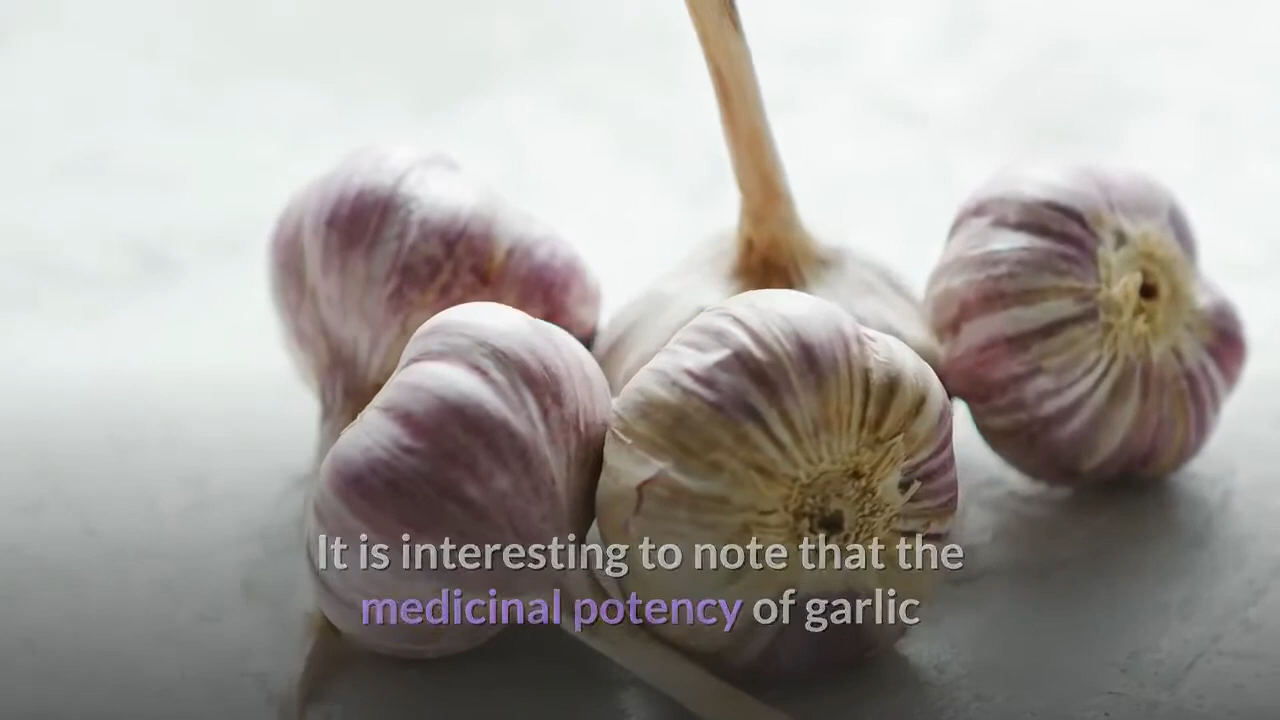 It is interesting to note that the
medicinal potency of garlic